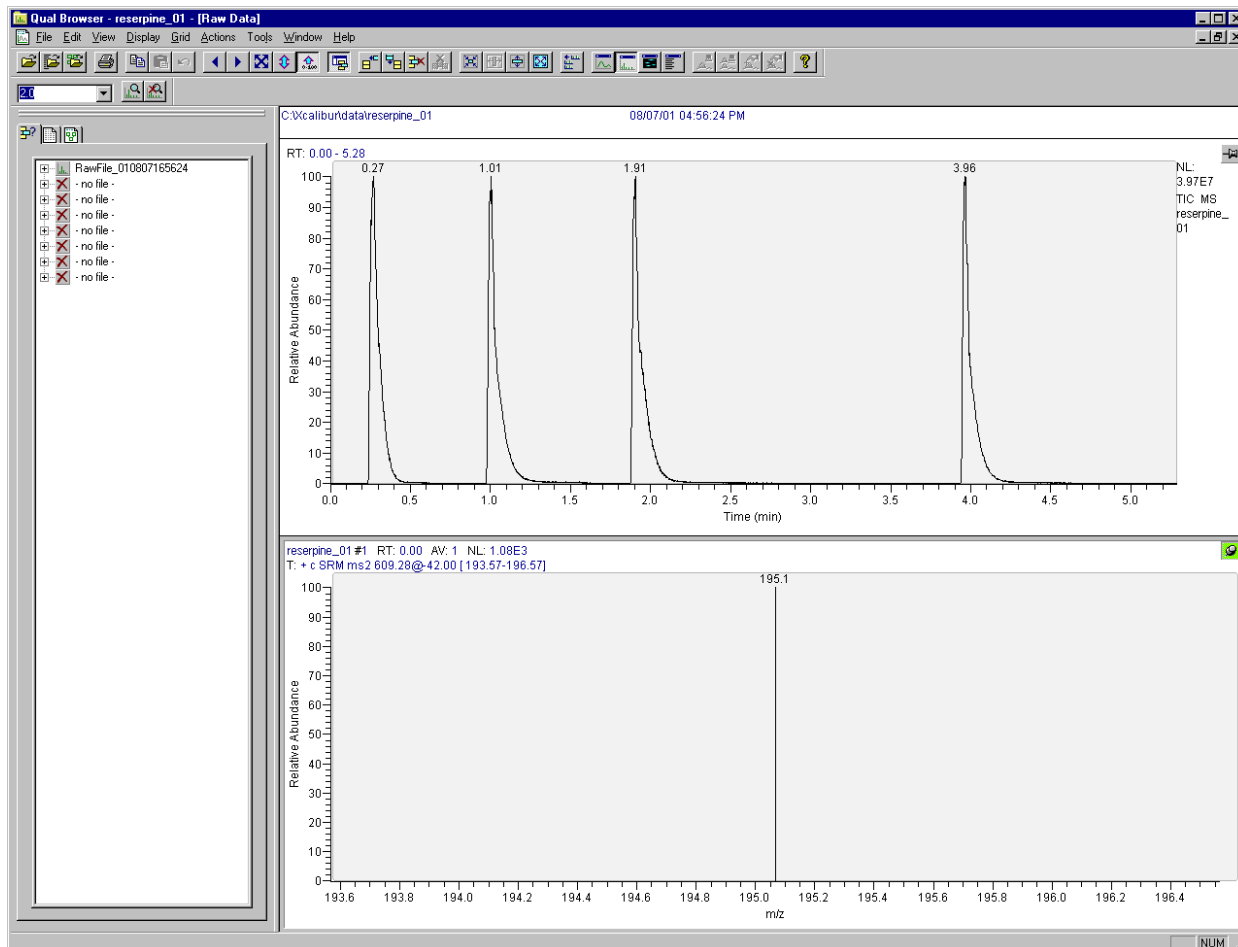 Qual Browser - reserpine_01 - [Raw Data]
File Edit View Display Grid Actions Tools Window Help
0.100
2.0
RawFile_010807165624
- no file -
- no file -
- no file -
- no file -
- no file -
- no file -
- no file -
C:\Xcalibur\data\reserpine_01 08/07/01 04:56:24 PM
RT: 0.00 - 5.28
0.27 1.01 1.91 3.96
NL:
3.97E7
TIC MS
reserpine_
01
100
90
80
70
60
50
40
30
20
10
0
Relative Abundance
0.0 0.5 1.0 1.5 2.0 2.5 3.0 3.5 4.0 4.5 5.0
Time (min)
reserpine_01 #1 RT: 0.00 AV: 1 NL: 1.08E3
T: + c SRM ms2 609.28@-42.00 [ 193.57-196.57]
195.1
100
90
80
70
60
50
40
30
20
10
0
Relative Abundance
193.6 193.8 194.0 194.2 194.4 194.6 194.8 195.0 195.2 195.4 195.6 195.8 196.0 196.2 196.4
m/z
NUM